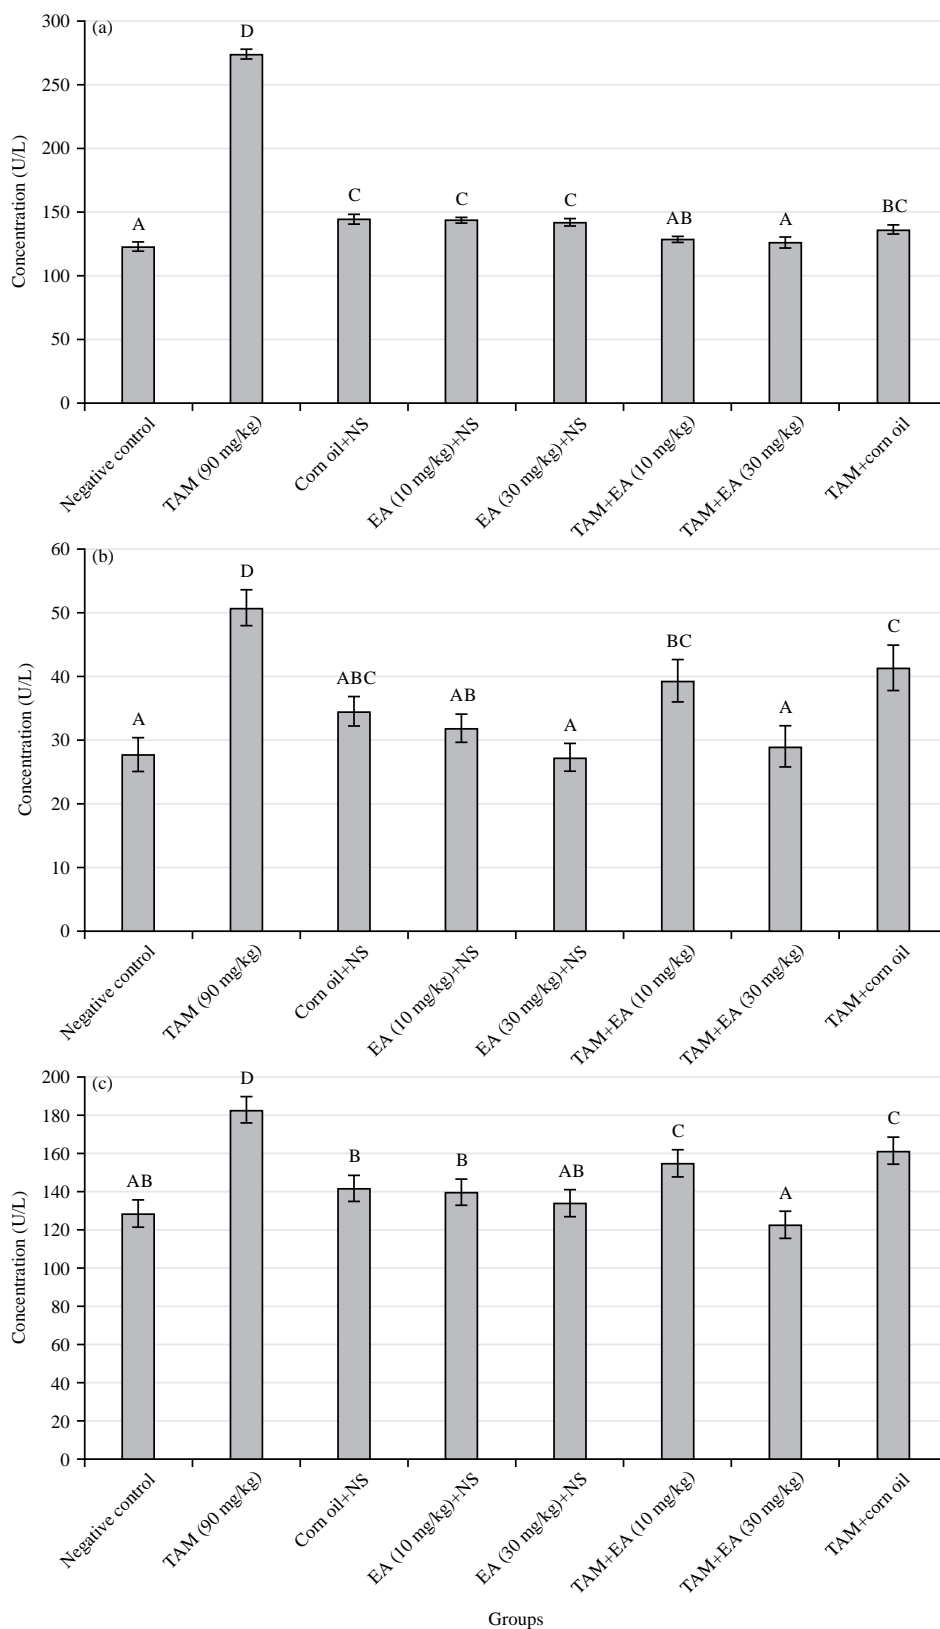 (a)
300
250
200
150
100
50
0
Concentration (U/L)
A
D
C
C
C
AB
A
BC
Negative control
TAM (90 mg/kg)
Corn oil+NS
EA (10 mg/kg)+NS
EA (30 mg/kg)+NS
TAM+EA (10 mg/kg)
TAM+EA (30 mg/kg)
TAM+corn oil
(b)
60
50
40
30
20
10
0
Concentration (U/L)
A
D
ABC
AB
A
BC
A
C
Negative control
TAM (90 mg/kg)
Corn oil+NS
EA (10 mg/kg)+NS
EA (30 mg/kg)+NS
TAM+EA (10 mg/kg)
TAM+EA (30 mg/kg)
TAM+corn oil
(c)
200
180
160
140
120
100
80
60
40
20
0
Concentration (U/L)
AB
D
B
B
AB
C
A
C
Negative control
TAM (90 mg/kg)
Corn oil+NS
EA (10 mg/kg)+NS
EA (30 mg/kg)+NS
TAM+EA (10 mg/kg)
TAM+EA (30 mg/kg)
TAM+corn oil
Groups